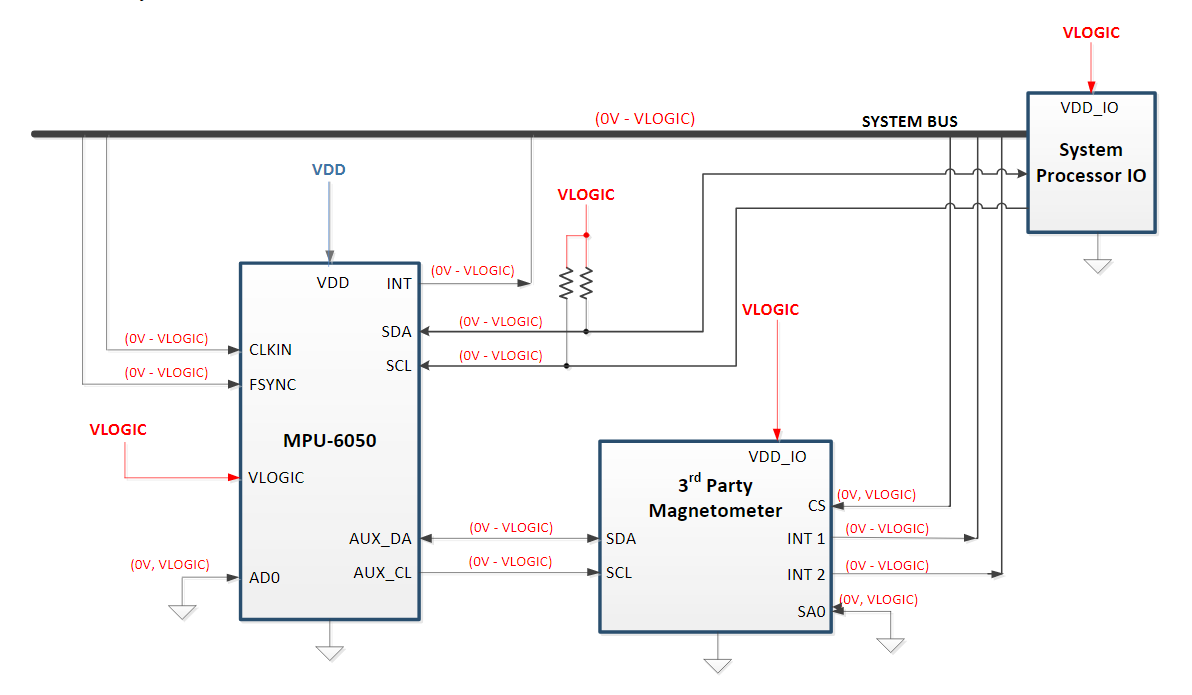 VLOGIC
VDD_IO
System
Processor IO
(0V - VLOGIC)
SYSTEM BUS
VDD
VLOGIC
VDD
INT
(0V - VLOGIC)
SDA
(0V - VLOGIC)
SCL
(0V - VLOGIC)
(0V - VLOGIC)
CLKIN
(0V - VLOGIC)
FSYNC
MPU-6050
VLOGIC
VLOGIC
AUX_DA
(0V - VLOGIC)
AUX_CL
(0V - VLOGIC)
(0V, VLOGIC)
AD0
VLOGIC
VDD_IO
3rd Party
Magnetometer
CS
(0V, VLOGIC)
SDA
INT 1
(0V - VLOGIC)
SCL
INT 2
(0V - VLOGIC)
SA0
(0V, VLOGIC)